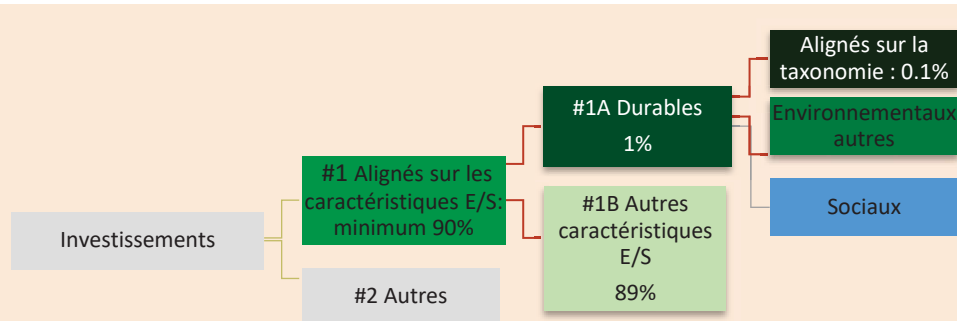 Investissements
#1 Alignés sur les
caractéristiques E/S:
minimum 90%
#2 Autres
#1A Durables
1%
#1B Autres
caractéristiques
E/S
89%
Alignés sur la
taxonomie : 0.1%
Environnementaux
autres
Sociaux